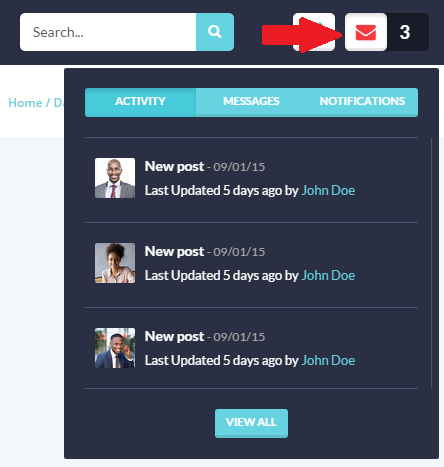 Search...
3
Home / D
ACTIVITY MESSAGES NOTIFICATIONS
New post - 09/01/15
Last Updated 5 days ago by John Doe
New post - 09/01/15
Last Updated 5 days ago by John Doe
New post - 09/01/15
Last Updated 5 days ago by John Doe
VIEW ALL